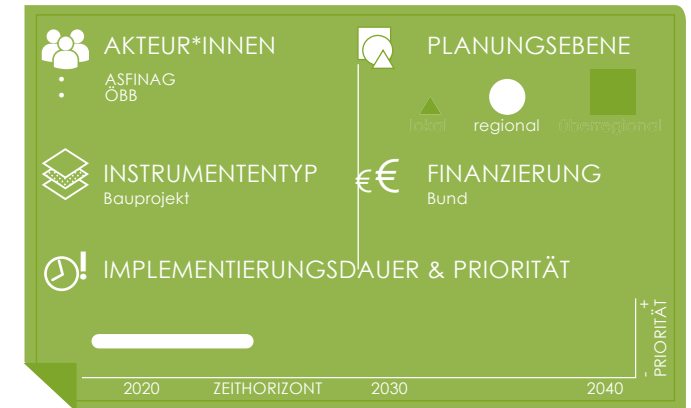 AKTEUR*INNEN
ASFINAG
ÖBB
PLANUNGSEBENE
lokal
regional
überregional
INSTRUMENTENTYP
Bauprojekt
€€
FINANZIERUNG
Bund
! IMPLEMENTIERUNGSDAUER & PRIORITÄT
- PRIORITÄT +
2020 ZEITHORIZONT 2030 2040